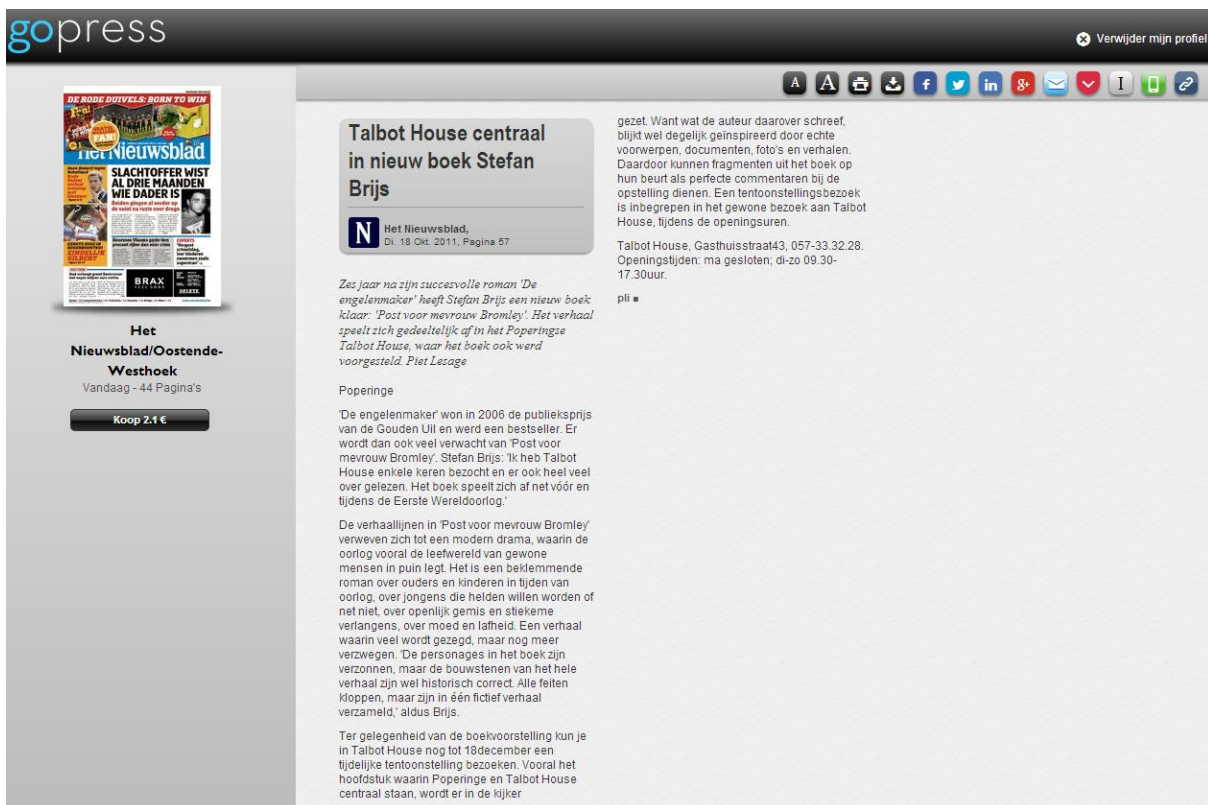 gopress
Verwijder mijn profiel
DE RODE DUIVELS: BORN TO WIN
Het Nieuwsblad
SLACHTOFFER WIST
AL DRIE MAANDEN
WIE DADER IS
EINDELIJK
GILBERT
BRAX
Het
Nieuwsblad/Oostende-
Westhoek
Vandaag - 44 Pagina's
Koop 2.1 €
Talbot House centraal
in nieuw boek Stefan
Brijs
N
Het Nieuwsblad,
Di. 18 Okt. 2011, Pagina 57
Zes jaar na zijn succesvolle roman 'De
engelenmaker' heeft Stefan Brijs een nieuw boek
klaar: 'Post voor mevrouw Bromley'. Het verhaal
speelt zich gedeeltelijk af in het Poperingse
Talbot House, waar het boek ook werd
voorgesteld. Piet Lesage
Poperinge
'De engelenmaker' won in 2006 de publieksprijs
van de Gouden Uil en werd een bestseller. Er
wordt dan ook veel verwacht van 'Post voor
mevrouw Bromley'. Stefan Brijs: 'Ik heb Talbot
House enkele keren bezocht en er ook heel veel
over gelezen. Het boek speelt zich af net vóór en
tijdens de Eerste Wereldoorlog.'
De verhaallijnen in 'Post voor mevrouw Bromley'
verweven zich tot een modern drama, waarin de
oorlog vooral de leefwereld van gewone
mensen in puin legt. Het is een beklemmende
roman over ouders en kinderen in tijden van
oorlog, over jongens die helden willen worden of
net niet, over openlijk gemis en stiekeme
verlangens, over moed en lafheid. Een verhaal
waarin veel wordt gezegd, maar nog meer
verzwegen. 'De personages in het boek zijn
verzonnen, maar de bouwstenen van het hele
verhaal zijn wel historisch correct. Alle feiten
kloppen, maar zijn in één fictief verhaal
verzameld,' aldus Brijs.
Ter gelegenheid van de boekvoorstelling kun je
in Talbot House nog tot 18december een
tijdelijke tentoonstelling bezoeken. Vooral het
hoofdstuk waarin Poperinge en Talbot House
centraal staan, wordt er in de kijker
gezet. Want wat de auteur daarover schreef,
blijkt wel degelijk geïnspireerd door echte
voorwerpen, documenten, foto's en verhalen.
Daardoor kunnen fragmenten uit het boek op
hun beurt als perfecte commentaren bij de
opstelling dienen. Een tentoonstellingsbezoek
is inbegrepen in het gewone bezoek aan Talbot
House, tijdens de openingsuren.
Talbot House, Gasthuisstraat43, 057-33.32.28.
Openingstijden: ma gesloten; di-zo 09.30-
17.30uur.
pli ■